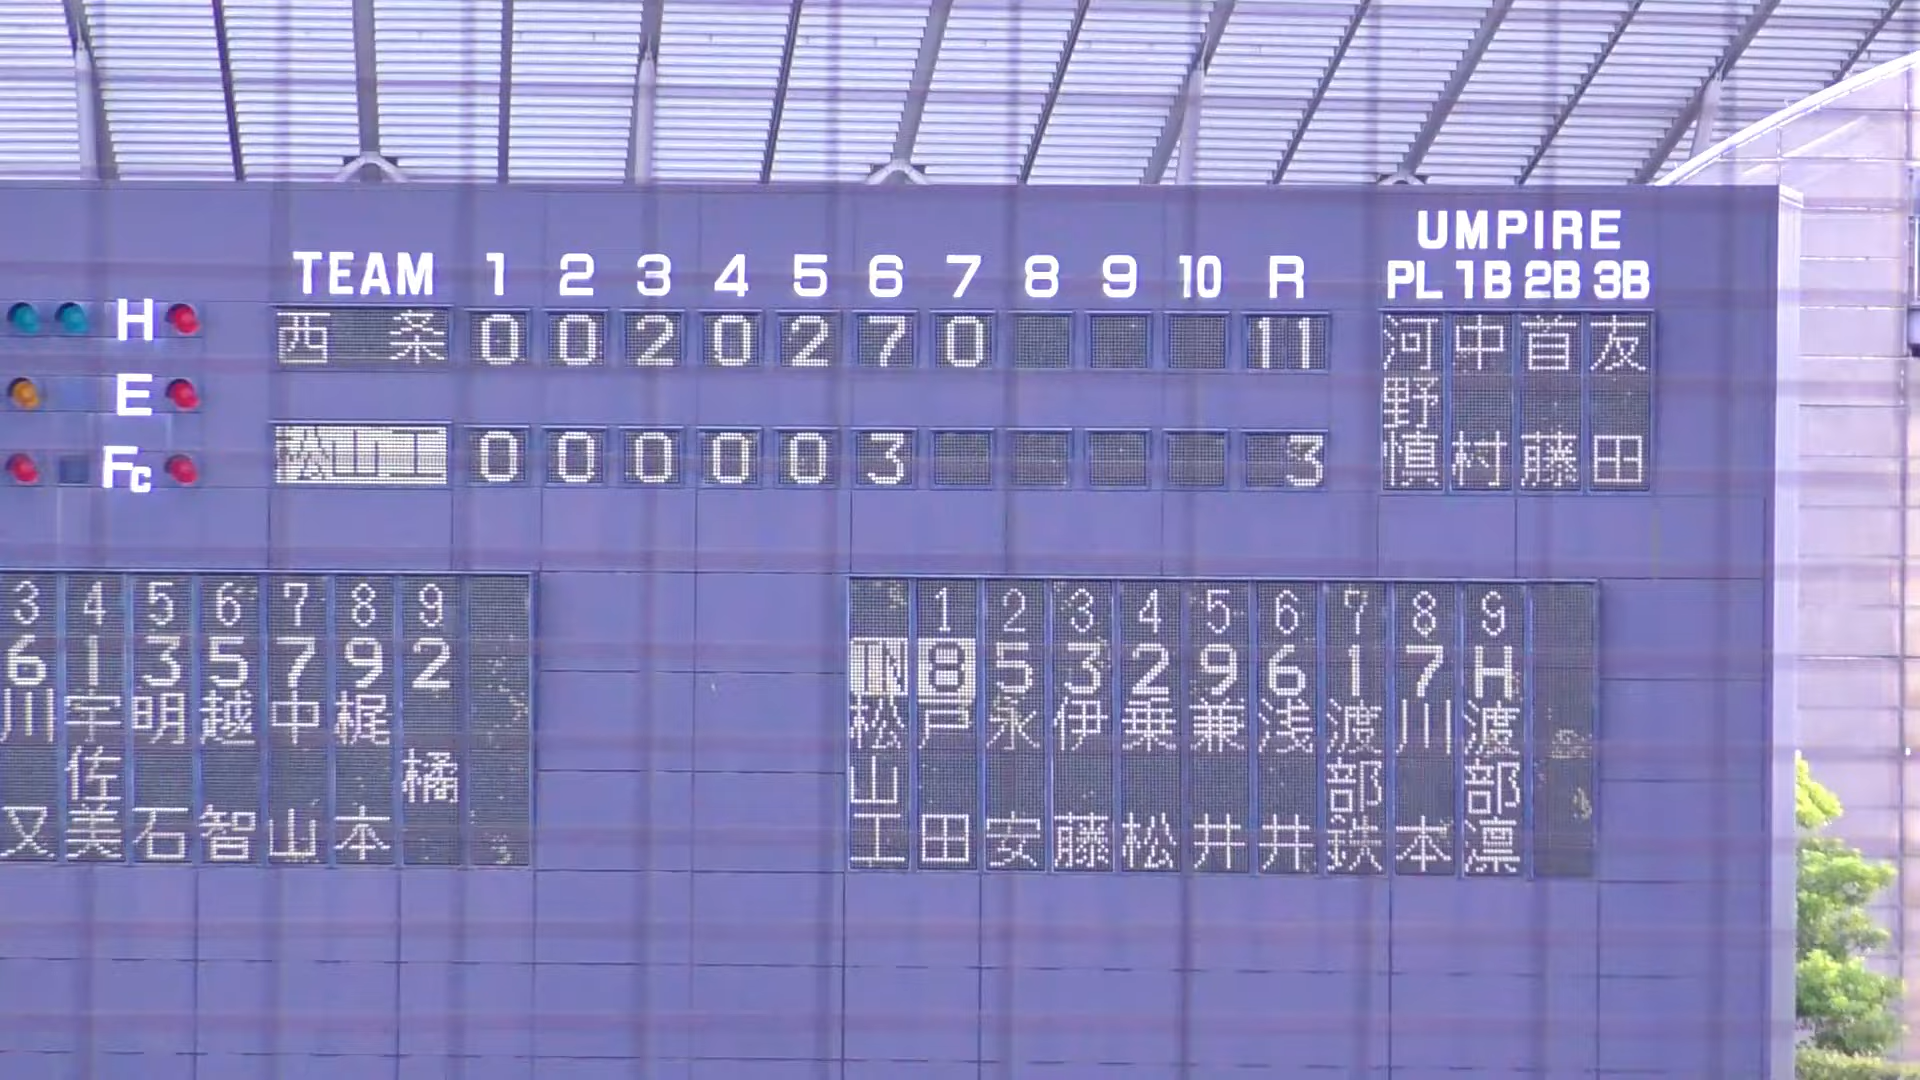 UMPIRE
TEAM 1 2 3 4 5 6 7 8 9 10 R PL 1B 2B 3B
H 西条 0 0 2 0 2 7 0 11
E
松山工 0 0 0 0 0 3 3
Fc
河野慎 中村 首藤 友田
3 4 5 6 7 8 9
6 1 3 5 7 9 2
川又 宇佐美 明石 越智 中山 梶本 橘
1 2 3 4 5 6 7 8 9
IN 8 5 3 2 9 6 1 7 H
松山工 戸田 永安 伊藤 乗松 兼井 浅井 渡部鉄 川本 渡部凛